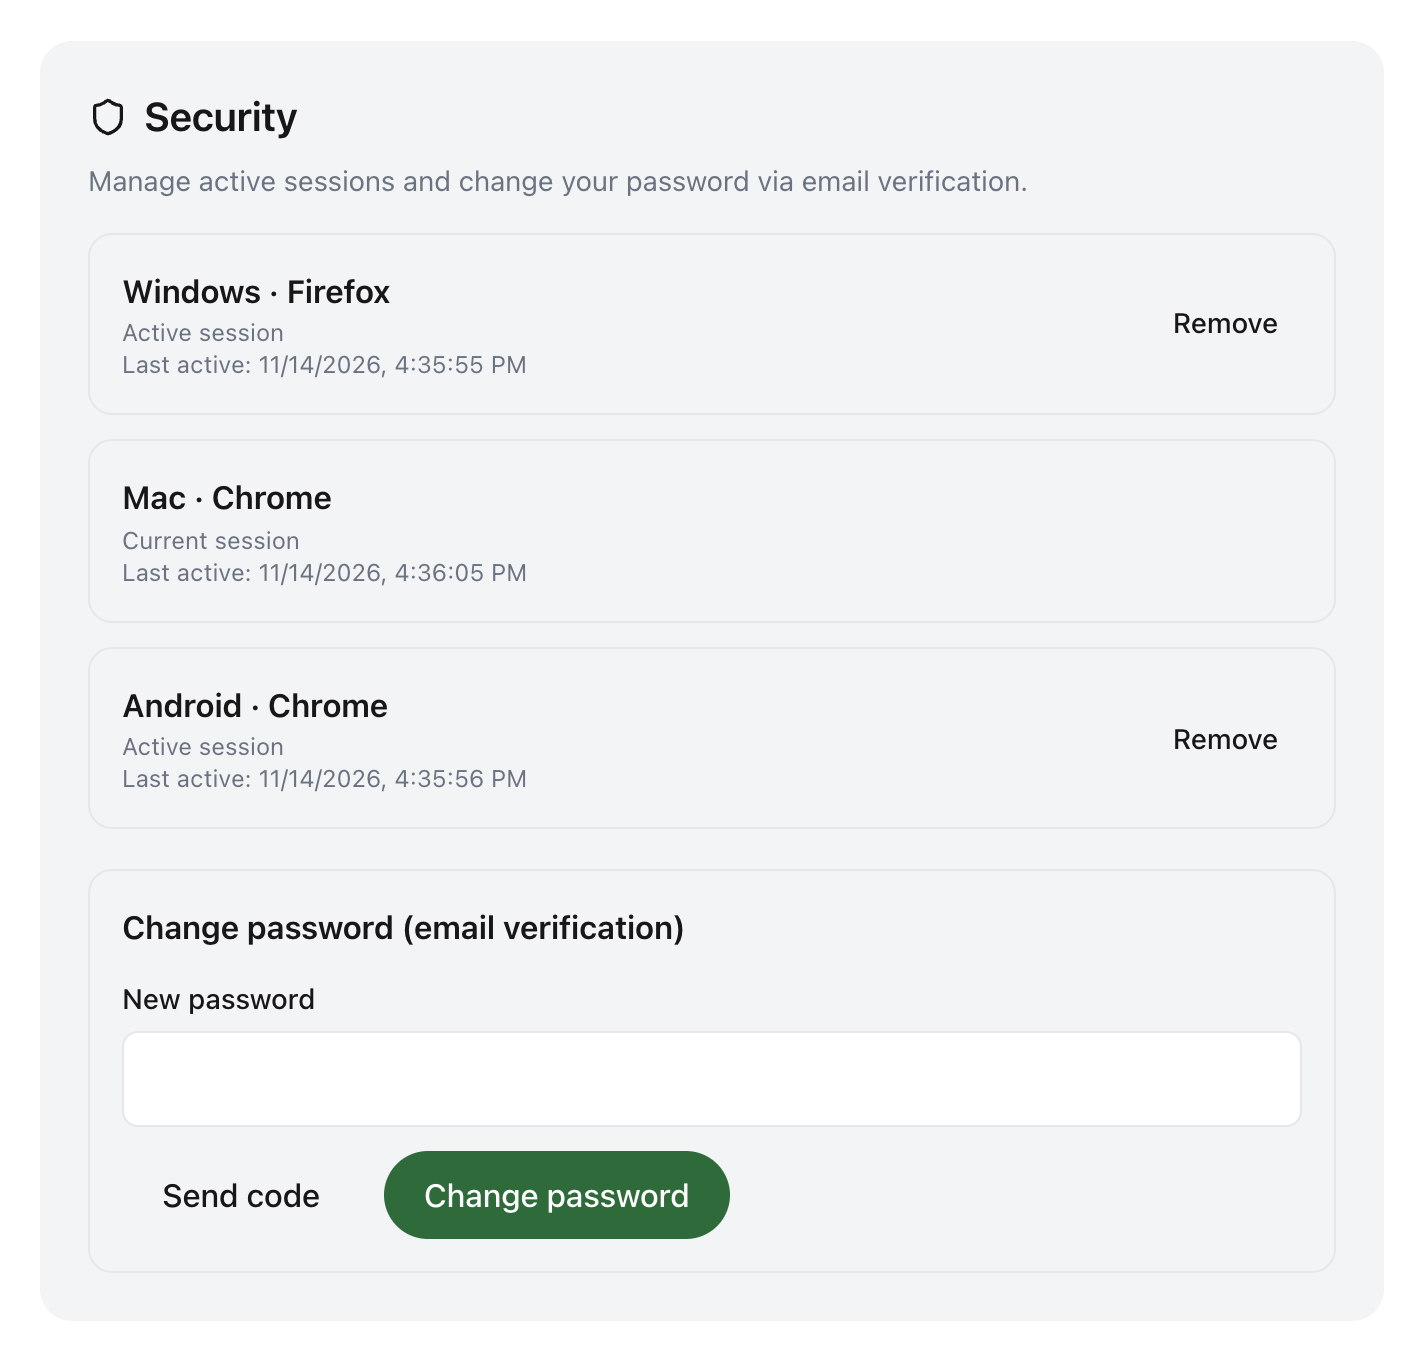 Security
Manage active sessions and change your password via email verification.
Windows · Firefox
Active session
Last active: 11/14/2026, 4:35:55 PM
Remove
Mac · Chrome
Current session
Last active: 11/14/2026, 4:36:05 PM
Android · Chrome
Active session
Last active: 11/14/2026, 4:35:56 PM
Remove
Change password (email verification)
New password
Send code
Change password